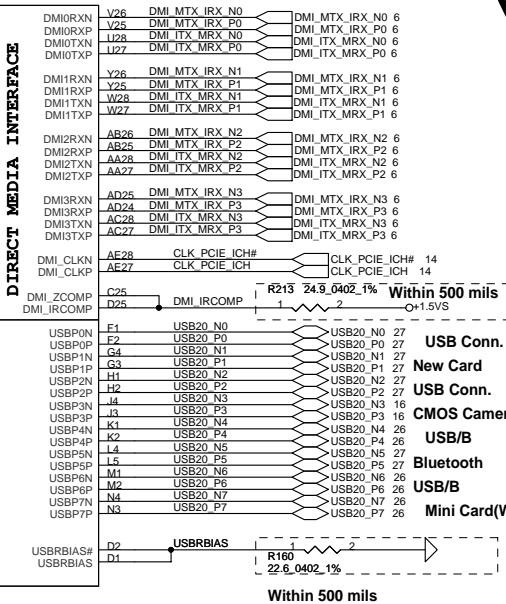 DIRECT MEDIA INTERFACE
DMI0RXN V26 DMI_MTX_IRX_N0 DMI_MTX_IRX_N0 6
DMI0RXP V25 DMI_MTX_IRX_P0 DMI_MTX_IRX_P0 6
DMI0TXN U28 DMI_ITX_MRX_N0 DMI_ITX_MRX_N0 6
DMI0TXP U27 DMI_ITX_MRX_P0 DMI_ITX_MRX_P0 6
DMI1RXN Y26 DMI_MTX_IRX_N1 DMI_MTX_IRX_N1 6
DMI1RXP Y25 DMI_MTX_IRX_P1 DMI_MTX_IRX_P1 6
DMI1TXN W28 DMI_ITX_MRX_N1 DMI_ITX_MRX_N1 6
DMI1TXP W27 DMI_ITX_MRX_P1 DMI_ITX_MRX_P1 6
DMI2RXN AB26 DMI_MTX_IRX_N2 DMI_MTX_IRX_N2 6
DMI2RXP AB25 DMI_MTX_IRX_P2 DMI_MTX_IRX_P2 6
DMI2TXN AA28 DMI_ITX_MRX_N2 DMI_ITX_MRX_N2 6
DMI2TXP AA27 DMI_ITX_MRX_P2 DMI_ITX_MRX_P2 6
DMI3RXN AD25 DMI_MTX_IRX_N3 DMI_MTX_IRX_N3 6
DMI3RXP AD24 DMI_MTX_IRX_P3 DMI_MTX_IRX_P3 6
DMI3TXN AC28 DMI_ITX_MRX_N3 DMI_ITX_MRX_N3 6
DMI3TXP AC27 DMI_ITX_MRX_P3 DMI_ITX_MRX_P3 6
DMI_CLKN AE28 CLK_PCIE_ICH# CLK_PCIE_ICH# 14
DMI_CLKP AE27 CLK_PCIE_ICH CLK_PCIE_ICH 14
R213 24.9_0402_1% Within 500 mils
DMI_ZCOMP C25
DMI_IRCOMP D25 DMI_IRCOMP 1 2 +1.5VS
USBP0N F1 USB20_N0 USB20_N0 27
USBP0P F2 USB20_P0 USB20_P0 27 USB Conn.
USBP1N G4 USB20_N1 USB20_N1 27
USBP1P G3 USB20_P1 USB20_P1 27 New Card
USBP2N H1 USB20_N2 USB20_N2 27
USBP2P H2 USB20_P2 USB20_P2 27 USB Conn.
USBP3N J4 USB20_N3 USB20_N3 16
USBP3P J3 USB20_P3 USB20_P3 16 CMOS Camer
USBP4N K1 USB20_N4 USB20_N4 26
USBP4P K2 USB20_P4 USB20_P4 26 USB/B
USBP5N L4 USB20_N5 USB20_N5 27
USBP5P L5 USB20_P5 USB20_P5 27 Bluetooth
USBP6N M1 USB20_N6 USB20_N6 26
USBP6P M2 USB20_P6 USB20_P6 26 USB/B
USBP7N N4 USB20_N7 USB20_N7 26
USBP7P N3 USB20_P7 USB20_P7 26 Mini Card(W
USBRBIAS# D2 USBRBIAS 1 2
USBRBIAS D1 R160
22.6_0402_1%
Within 500 mils